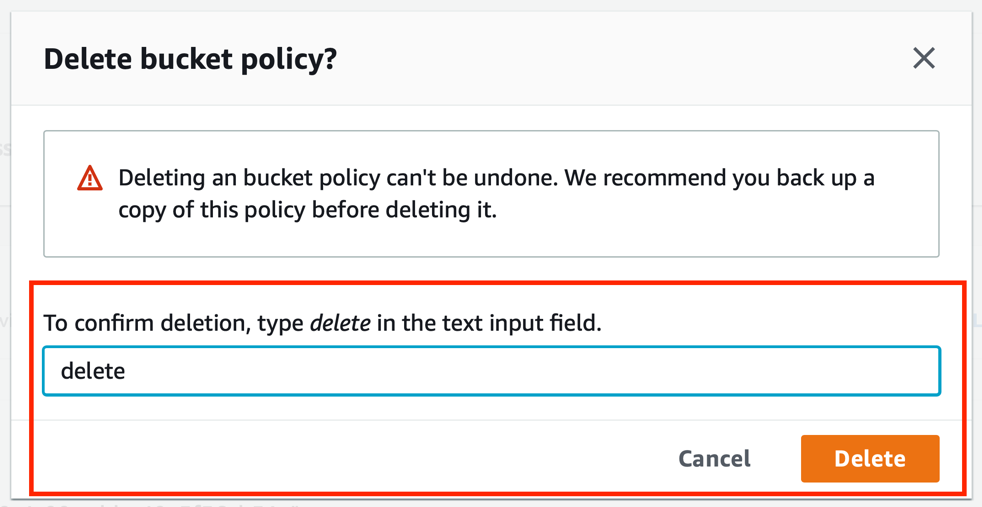 Delete bucket policy?
Deleting an bucket policy can't be undone. We recommend you back up a
copy of this policy before deleting it.
To confirm deletion, type delete in the text input field.
delete
Cancel
Delete